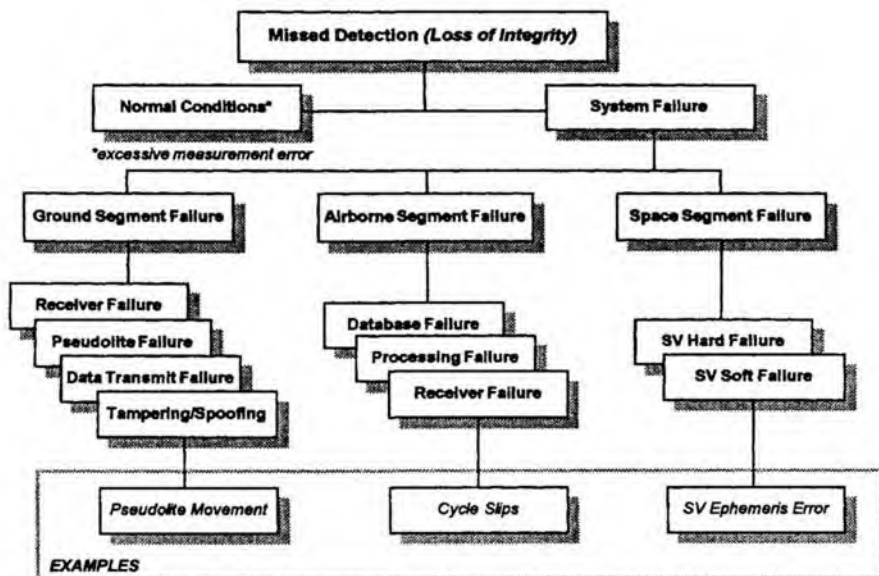 Missed Detection (Loss of Integrity)
Normal Conditions*
System Failure
*excessive measurement error
Ground Segment Failure
Airborne Segment Failure
Space Segment Failure
Receiver Failure
Pseudolite Failure
Data Transmit Failure
Tampering/Spoofing
Database Failure
Processing Failure
Receiver Failure
SV Hard Failure
SV Soft Failure
Pseudolite Movement
Cycle Slips
SV Ephemeris Error
EXAMPLES